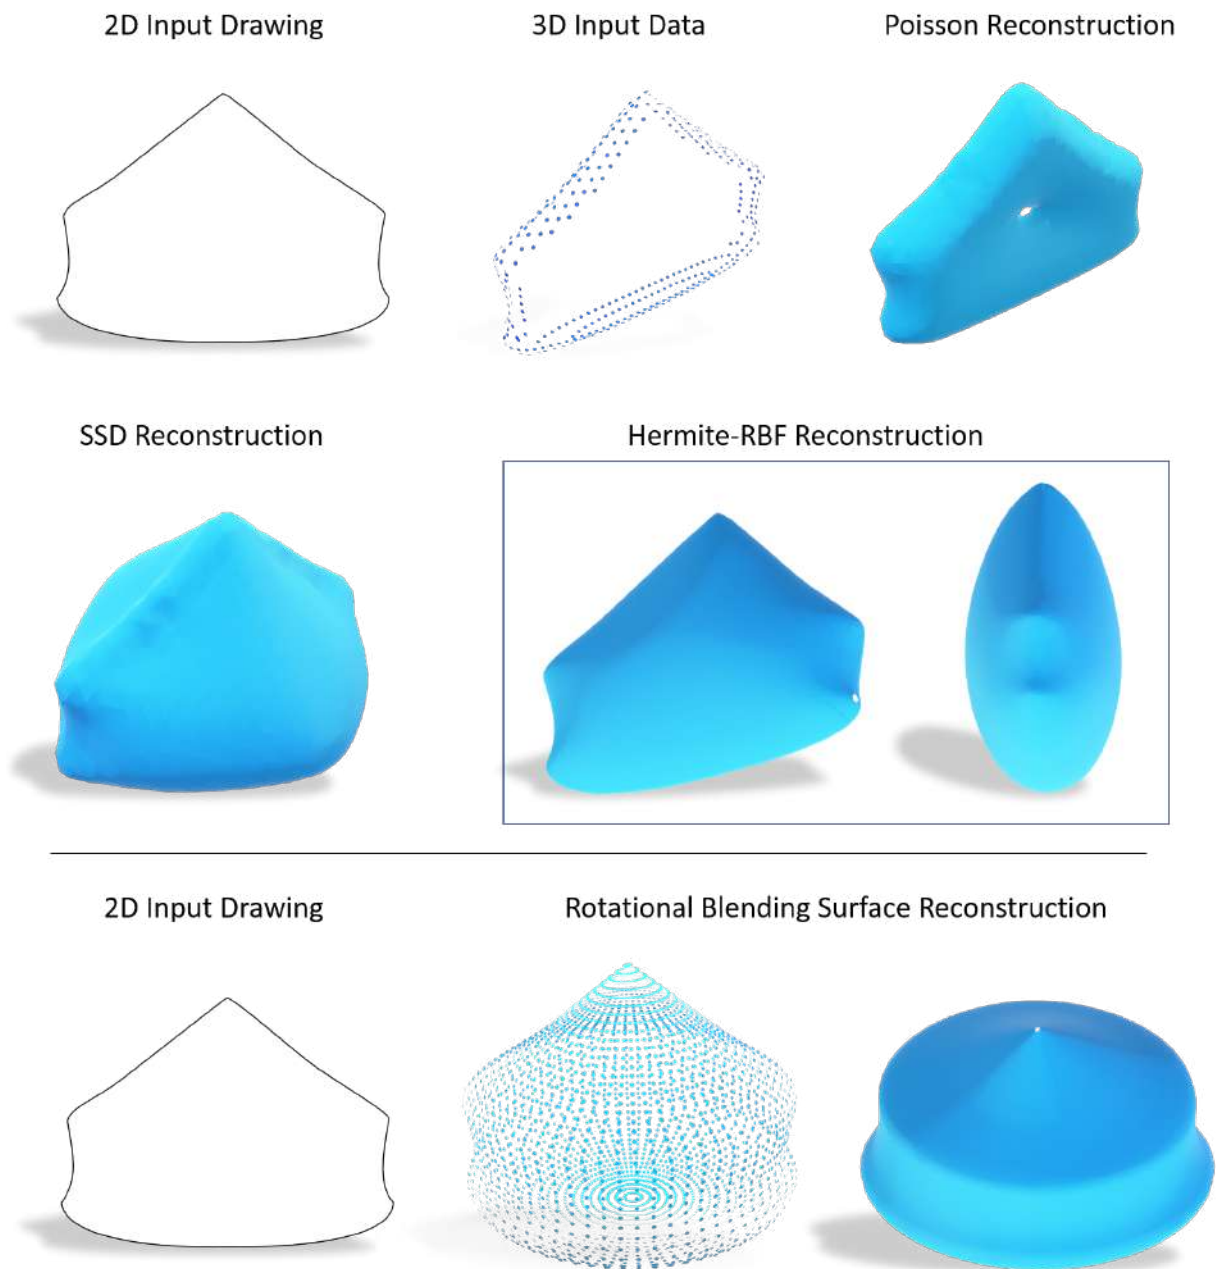 2D Input Drawing
3D Input Data
Poisson Reconstruction
SSD Reconstruction
Hermite-RBF Reconstruction
2D Input Drawing
Rotational Blending Surface Reconstruction